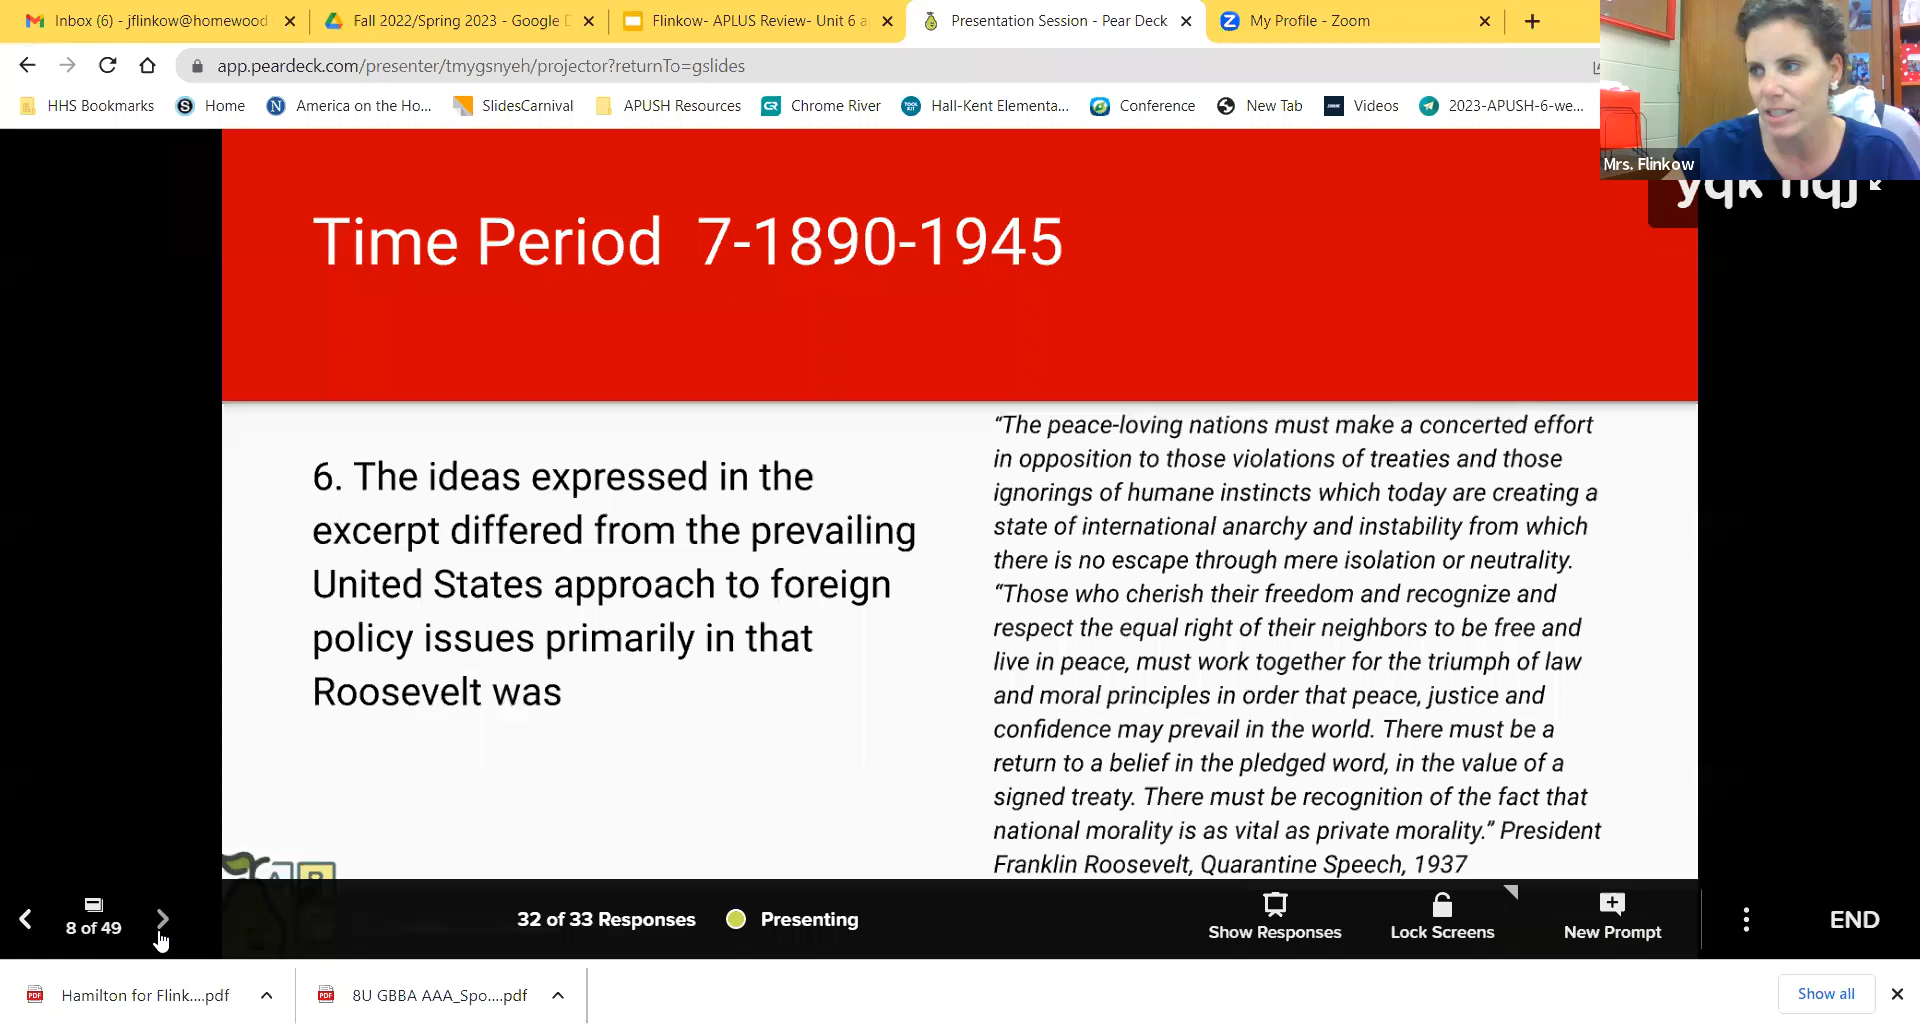 Inbox (6) - jflinkow@homewood
Fall 2022/Spring 2023 - Google D
Flinkow- APLUS Review- Unit 6 a
Presentation Session - Pear Deck
My Profile - Zoom
app.peardeck.com/presenter/tmygsnyeh/projector?returnTo=gslides
HHS Bookmarks
Home
America on the Ho...
SlidesCarnival
APUSH Resources
Chrome River
Hall-Kent Elementa...
Conference
New Tab
Videos
2023-APUSH-6-we...
Mrs. Flinkow
yqk nqj
Time Period 7-1890-1945
6. The ideas expressed in the
excerpt differed from the prevailing
United States approach to foreign
policy issues primarily in that
Roosevelt was
“The peace-loving nations must make a concerted effort
in opposition to those violations of treaties and those
ignorings of humane instincts which today are creating a
state of international anarchy and instability from which
there is no escape through mere isolation or neutrality.
“Those who cherish their freedom and recognize and
respect the equal right of their neighbors to be free and
live in peace, must work together for the triumph of law
and moral principles in order that peace, justice and
confidence may prevail in the world. There must be a
return to a belief in the pledged word, in the value of a
signed treaty. There must be recognition of the fact that
national morality is as vital as private morality.” President
Franklin Roosevelt, Quarantine Speech, 1937
8 of 49
32 of 33 Responses
Presenting
Show Responses
Lock Screens
New Prompt
END
Hamilton for Flink....pdf
8U GBBA AAA_Spo....pdf
Show all